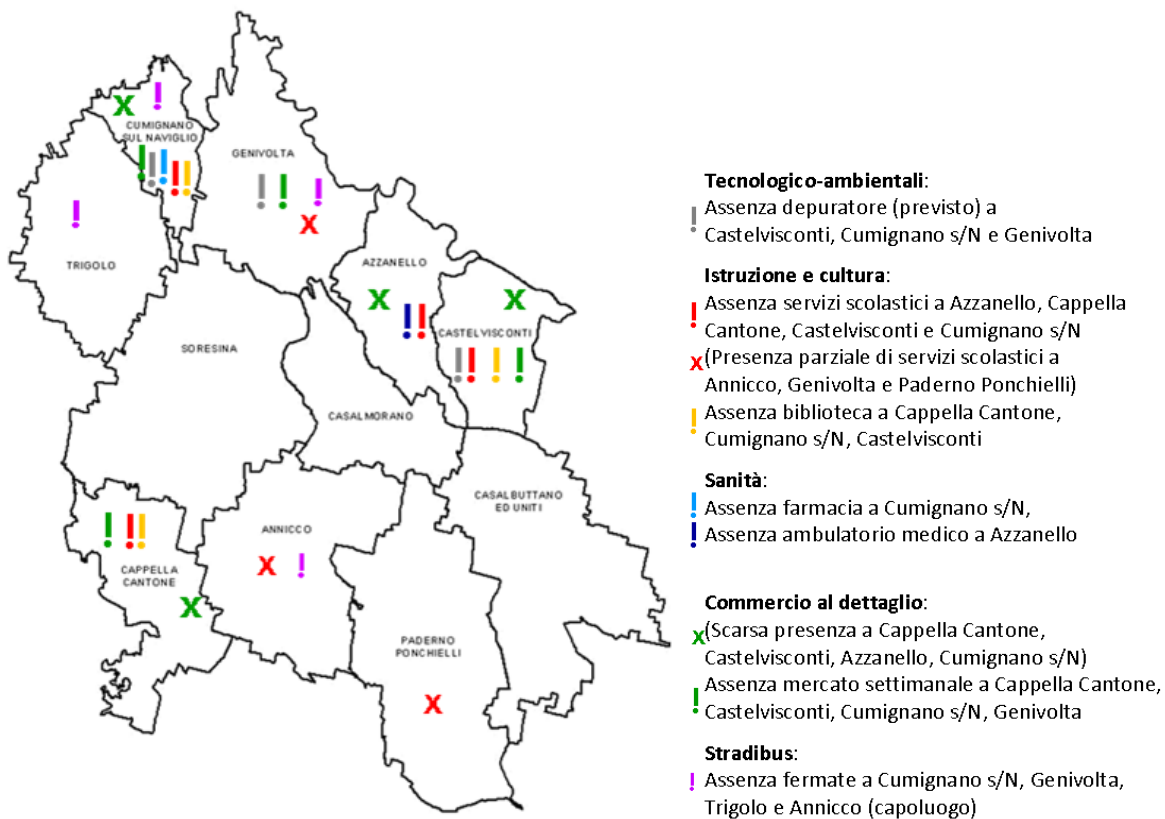 CUMIGNANO
SUL NAVIGLIO
GENIVOLTA
TRIGOLO
AZZANELLO
CASTELVISCONTI
SORESINA
CASALMORANO
CASALBUTTANO
ED UNITI
ANNICCO
CAPPELLA
CANTONE
PADERNO
PONCHIELLI
Tecnologico-ambientali:
Assenza depuratore (previsto) a
Castelvisconti, Cumignano s/N e Genivolta
Istruzione e cultura:
Assenza servizi scolastici a Azzanello, Cappella
Cantone, Castelvisconti e Cumignano s/N
(Presenza parziale di servizi scolastici a
Annicco, Genivolta e Paderno Ponchielli)
Assenza biblioteca a Cappella Cantone,
Cumignano s/N, Castelvisconti
Sanità:
Assenza farmacia a Cumignano s/N,
Assenza ambulatorio medico a Azzanello
Commercio al dettaglio:
(Scarsa presenza a Cappella Cantone,
Castelvisconti, Azzanello, Cumignano s/N)
Assenza mercato settimanale a Cappella Cantone,
Castelvisconti, Cumignano s/N, Genivolta
Stradibus:
Assenza fermate a Cumignano s/N, Genivolta,
Trigolo e Annicco (capoluogo)